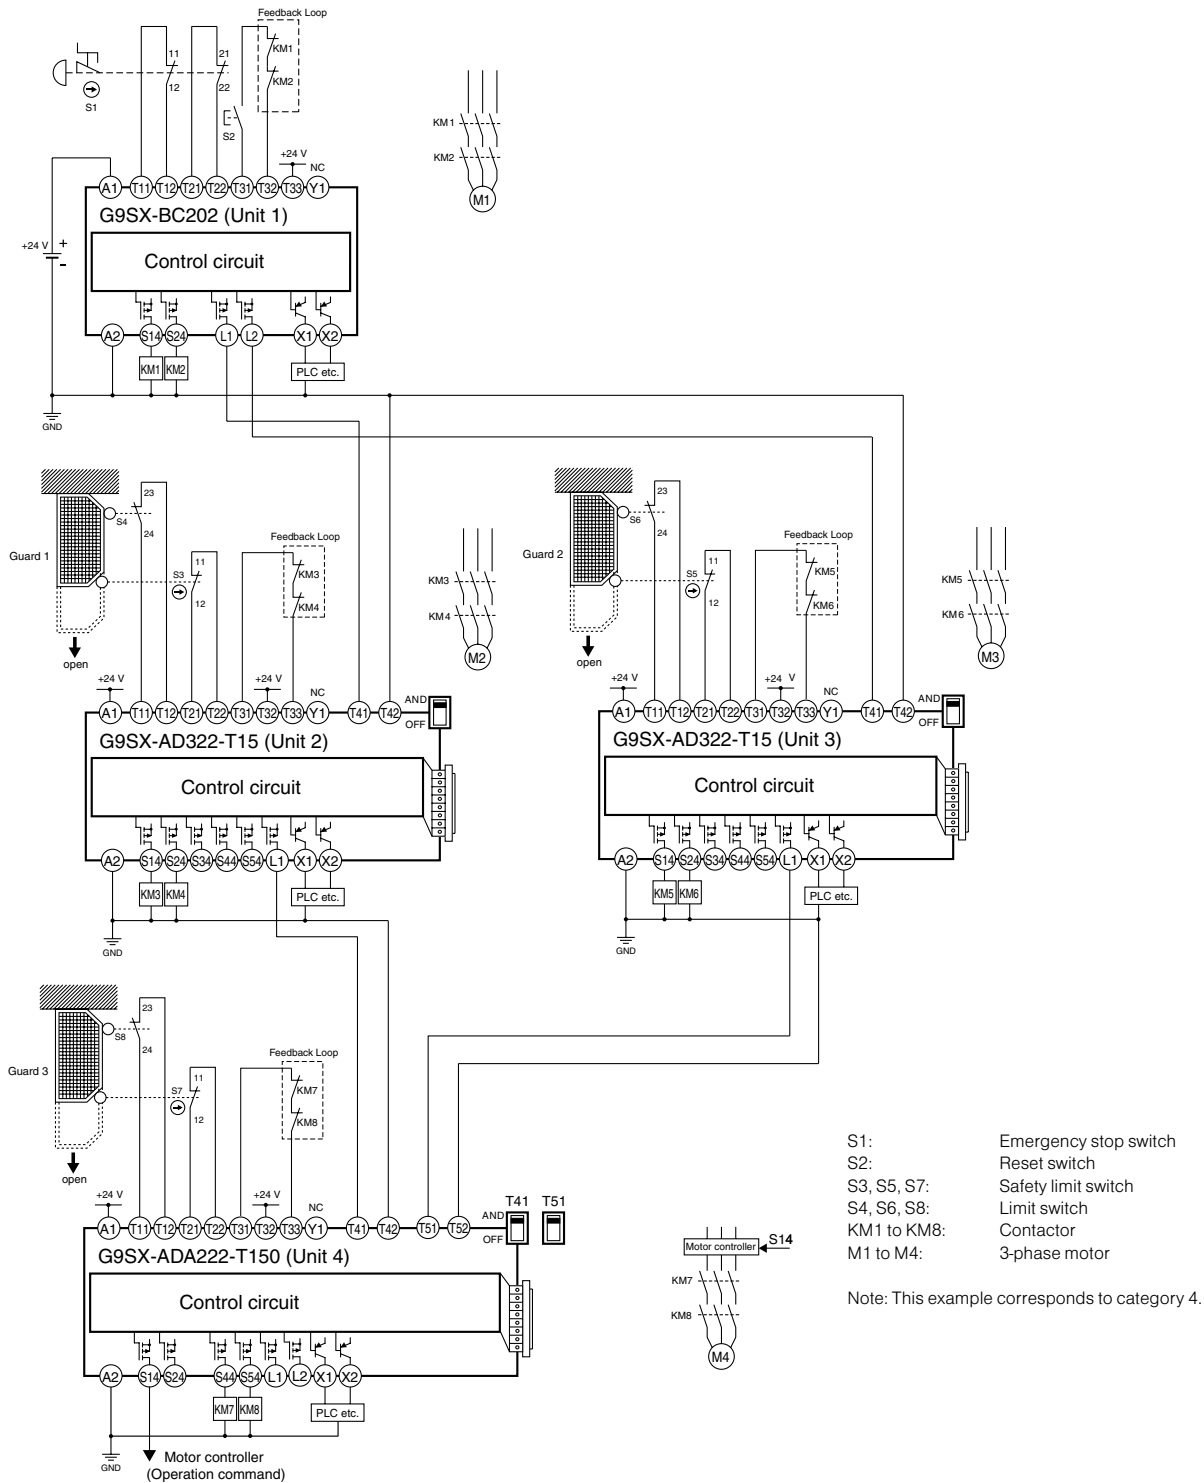 Feedback Loop
11
21
KM1
12
22
KM2
S1
S2
+24 V
NC
A1 T11 T12 T21 T22 T31 T32 T33 Y1
G9SX-BC202 (Unit 1)
+24 V
+
-
Control circuit
A2 S14 S24 L1 L2 X1 X2
KM1 KM2
PLC etc.
GND
KM1
KM2
M1
Guard 1
open
S4
23
24
S3
11
12
Feedback Loop
KM3
KM4
KM3
KM4
M2
+24 V
+24 V
NC
A1 T11 T12 T21 T22 T31 T32 T33 Y1 T41 T42
AND
OFF
G9SX-AD322-T15 (Unit 2)
Control circuit
A2 S14 S24 S34 S44 S54 L1 X1 X2
KM3 KM4
PLC etc.
GND
Guard 2
open
S6
23
24
S5
11
12
Feedback Loop
KM5
KM6
KM5
KM6
M3
+24 V
+24 V
NC
A1 T11 T12 T21 T22 T31 T32 T33 Y1 T41 T42
AND
OFF
G9SX-AD322-T15 (Unit 3)
Control circuit
A2 S14 S24 S34 S44 S54 L1 X1 X2
KM5 KM6
PLC etc.
GND
Guard 3
open
S8
23
24
S7
11
12
Feedback Loop
KM7
KM8
+24 V
+24 V
NC
A1 T11 T12 T21 T22 T31 T32 T33 Y1 T41 T42 T51 T52
AND
OFF
T41 T51
G9SX-ADA222-T150 (Unit 4)
Control circuit
A2 S14 S24 S44 S54 L1 L2 X1 X2
KM7 KM8
PLC etc.
GND
Motor controller
(Operation command)
Motor controller
S14
KM7
KM8
M4
S1: Emergency stop switch
S2: Reset switch
S3, S5, S7: Safety limit switch
S4, S6, S8: Limit switch
KM1 to KM8: Contactor
M1 to M4: 3-phase motor
Note: This example corresponds to category 4.